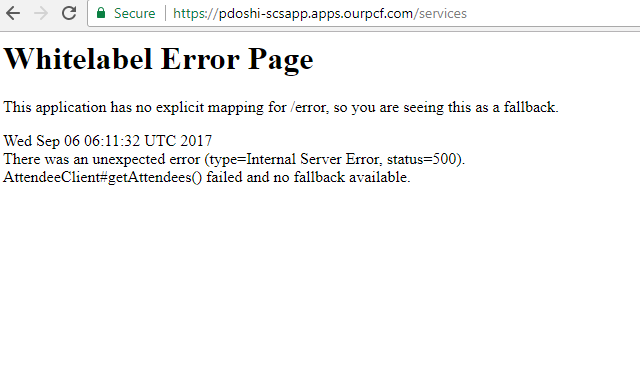 Secure https://pdoshi-scsapp.apps.ourpcf.com/services
Whitelabel Error Page
This application has no explicit mapping for /error, so you are seeing this as a fallback.
Wed Sep 06 06:11:32 UTC 2017
There was an unexpected error (type=Internal Server Error, status=500).
AttendeeClient#getAttendees() failed and no fallback available.